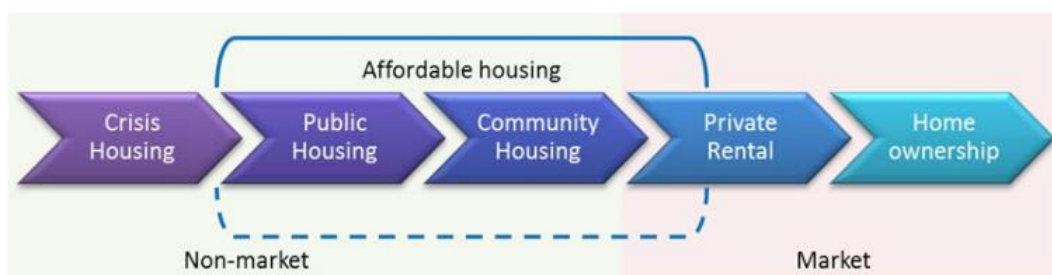 Affordable housing
Crisis
Housing
Public
Housing
Community
Housing
Private
Rental
Home
ownership
Non-market
Market